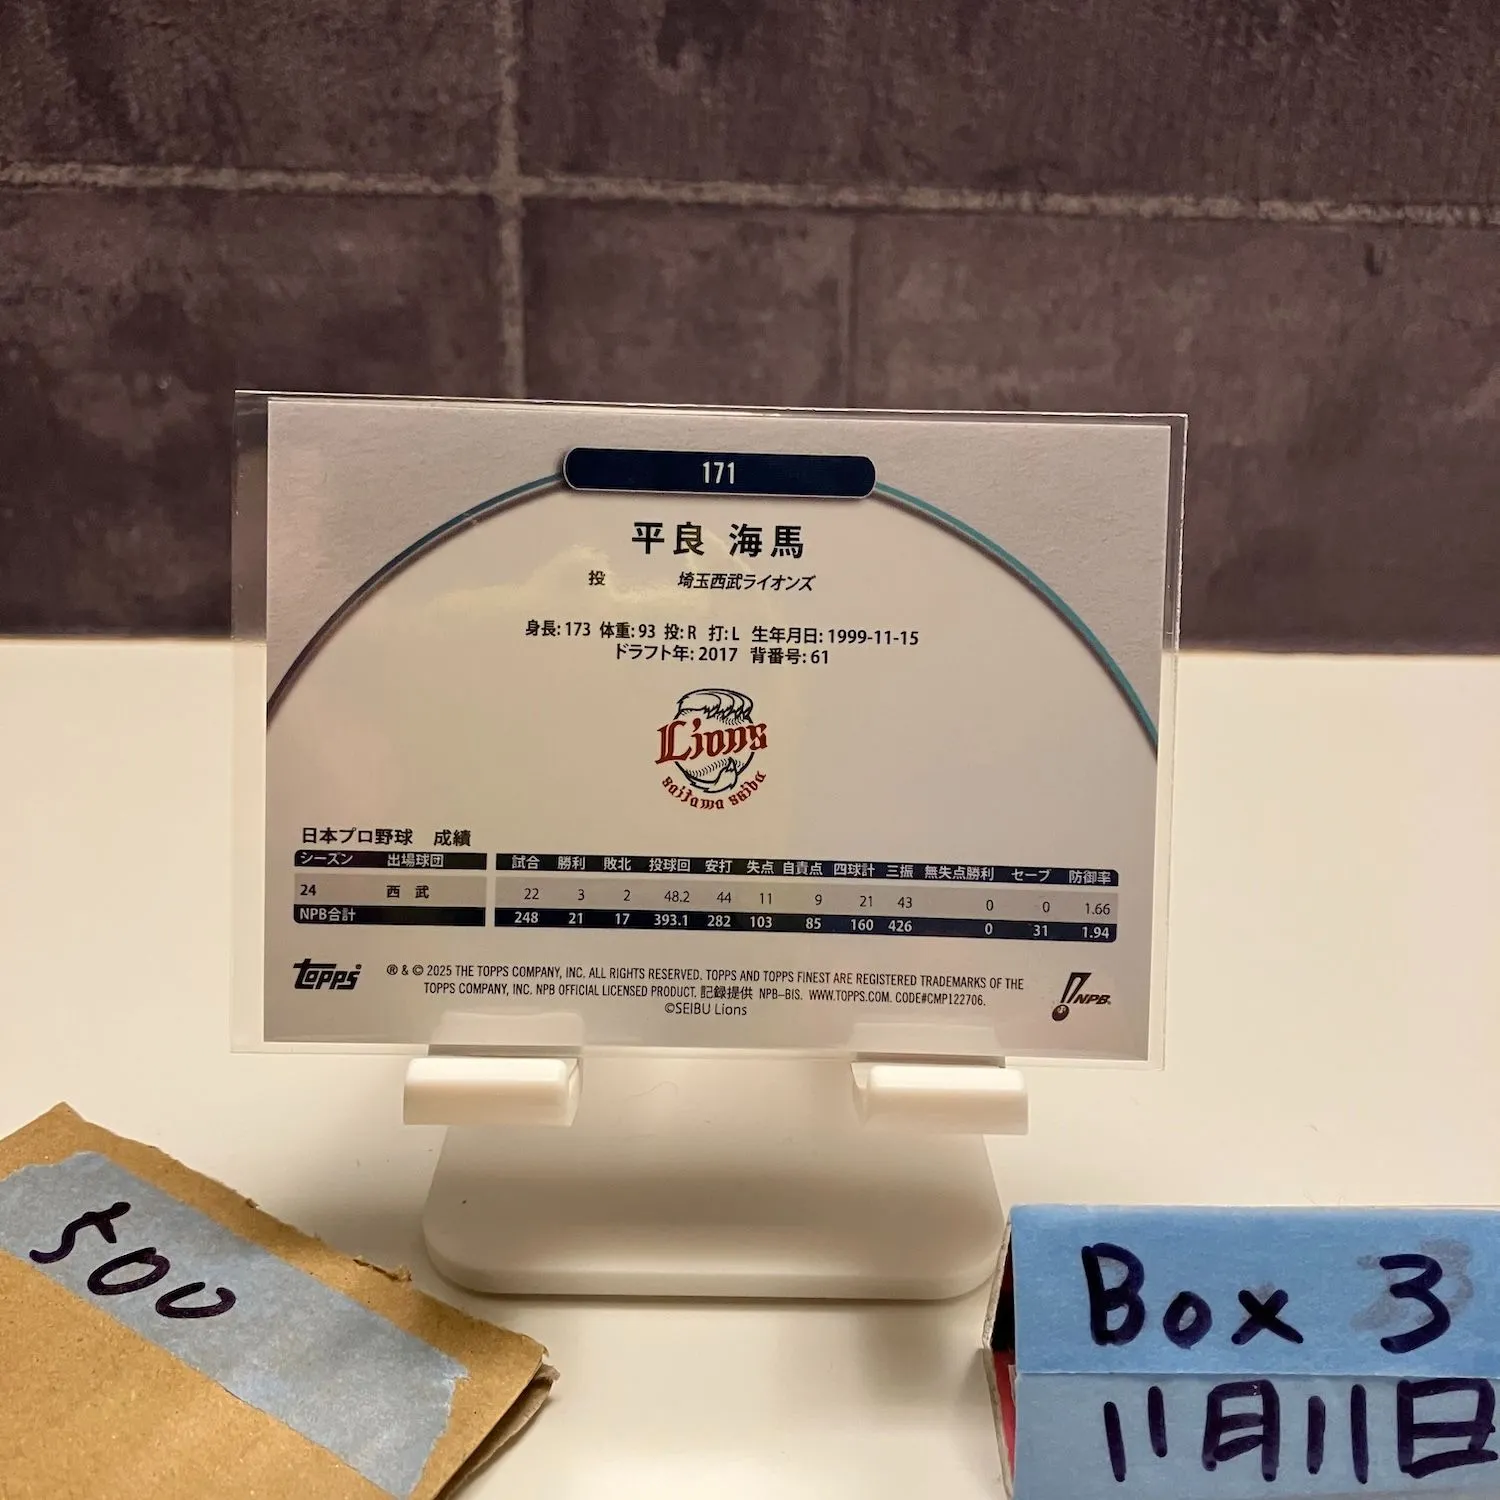 171
平良 海馬
投 埼玉西武ライオンズ
身長: 173 体重: 93 投: R 打: L 生年月日: 1999-11-15
ドラフト年: 2017 背番号: 61
Lions
saitama seibu
日本プロ野球 成績
シーズン 出場球団 試合 勝利 敗北 投球回 安打 失点 自責点 四球計 三振 無失点勝利 セーブ 防御率
24 西 武 22 3 2 48.2 44 11 9 21 43 0 0 1.66
NPB合計 248 21 17 393.1 282 103 85 160 426 0 31 1.94
topps
® & © 2025 THE TOPPS COMPANY, INC. ALL RIGHTS RESERVED. TOPPS AND TOPPS FINEST ARE REGISTERED TRADEMARKS OF THE
TOPPS COMPANY, INC. NPB OFFICIAL LICENSED PRODUCT. 記録提供 NPB-BIS. WWW.TOPPS.COM. CODE#CMP122706.
©SEIBU Lions
NPB
500
Box 3
11月11日